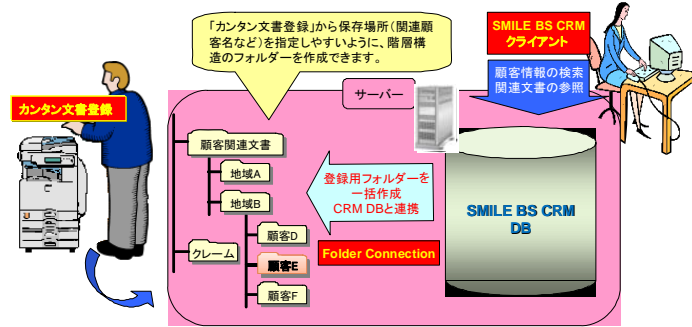 「カンタン文書登録」から保存場所(関連顧
客名など)を指定しやすいように、階層構
造のフォルダーを作成できます。
SMILE BS CRM
クライアント
顧客情報の検索
関連文書の参照
カンタン文書登録
サーバー
顧客関連文書
地域A
地域B
顧客D
クレーム
顧客E
顧客F
登録用フォルダーを
一括作成
CRM DBと連携
Folder Connection
SMILE BS CRM
DB